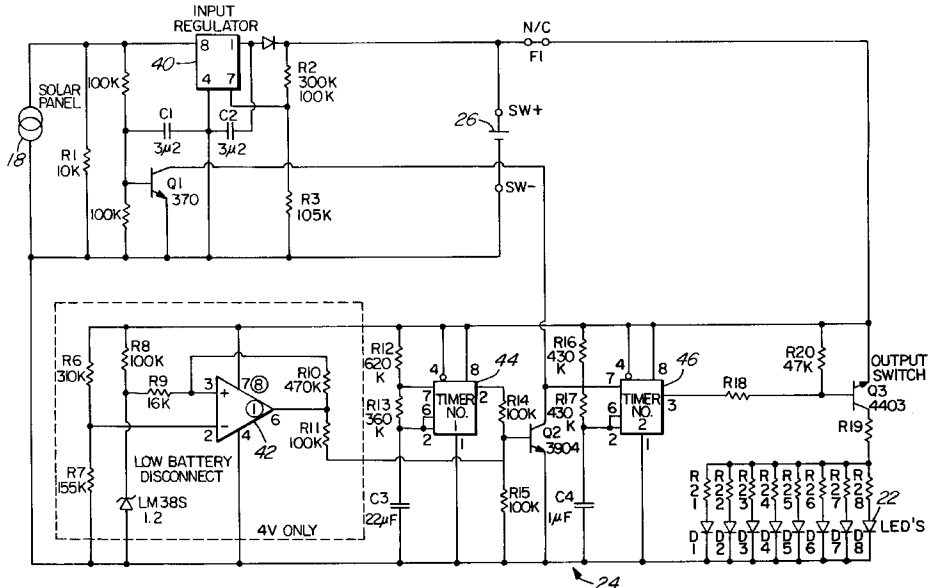 INPUT
REGULATOR
N/C
F1
8 1
40
4 7
R2
300K
100K
SOLAR
PANEL
18
100K
C1
3µ2
C2
3µ2
26
SW+
SW-
R1
10K
Q1
370
100K
R3
105K
R6
310K
R8
100K
R9
16K
3
+
7
8
1
6
-
2
4
42
R10
470K
R11
100K
R7
155K
LOW BATTERY
DISCONNECT
LM38S
1.2
4V ONLY
R12
620
K
R13
360
K
4
8
44
7
2
TIMER
NO.
1
6
2
1
R14
100K
C3
22µF
R15
100K
Q2
3904
R16
430
K
R17
430
K
4
8
46
7
TIMER
NO.
2
3
6
2
1
C4
1µF
R18
R20
47K
OUTPUT
SWITCH
Q3
4403
R19
R21
R22
R23
R24
R25
R26
R27
R28
22
LED'S
D1
D2
D3
D4
D5
D6
D7
D8
24